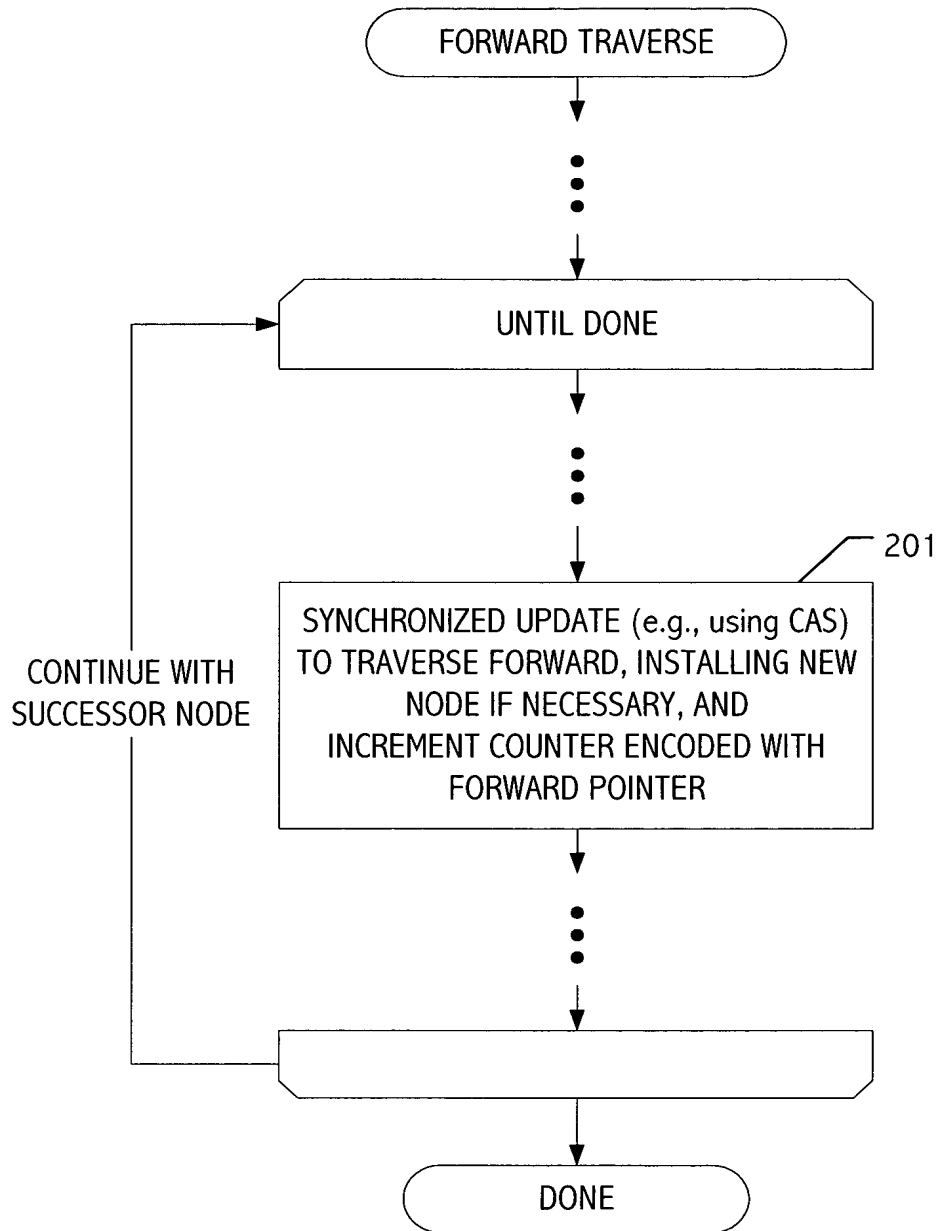 FORWARD TRAVERSE
UNTIL DONE
201
SYNCHRONIZED UPDATE (e.g., using CAS)
TO TRAVERSE FORWARD, INSTALLING NEW
NODE IF NECESSARY, AND
INCREMENT COUNTER ENCODED WITH
FORWARD POINTER
CONTINUE WITH
SUCCESSOR NODE
DONE